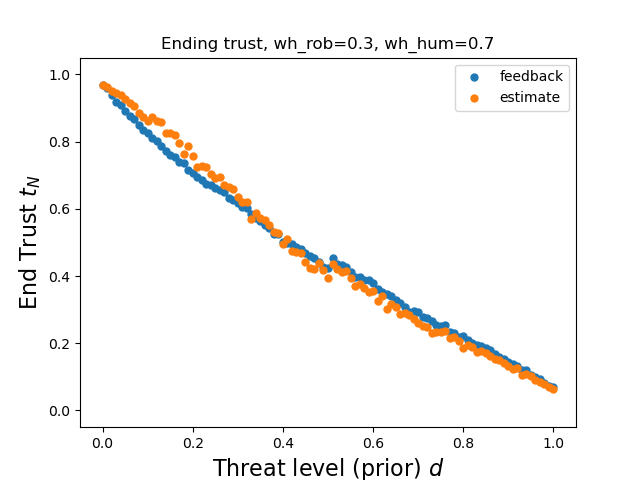 Ending trust, wh_rob=0.3, wh_hum=0.7
feedback
estimate
1.0
0.8
0.6
0.4
0.2
0.0
End Trust t_N
0.0 0.2 0.4 0.6 0.8 1.0
Threat level (prior) d